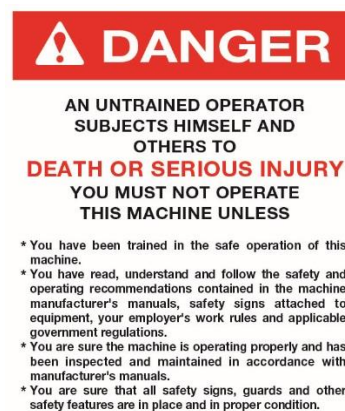 DANGER
AN UNTRAINED OPERATOR
SUBJECTS HIMSELF AND
OTHERS TO
DEATH OR SERIOUS INJURY
YOU MUST NOT OPERATE
THIS MACHINE UNLESS
* You have been trained in the safe operation of this
machine.
* You have read, understand and follow the safety and
operating recommendations contained in the machine
manufacturer's manuals, safety signs attached to
equipment, your employer's work rules and applicable
government regulations.
* You are sure the machine is operating properly and has
been inspected and maintained in accordance with
manufacturer's manuals.
* You are sure that all safety signs, guards and other
safety features are in place and in proper condition.